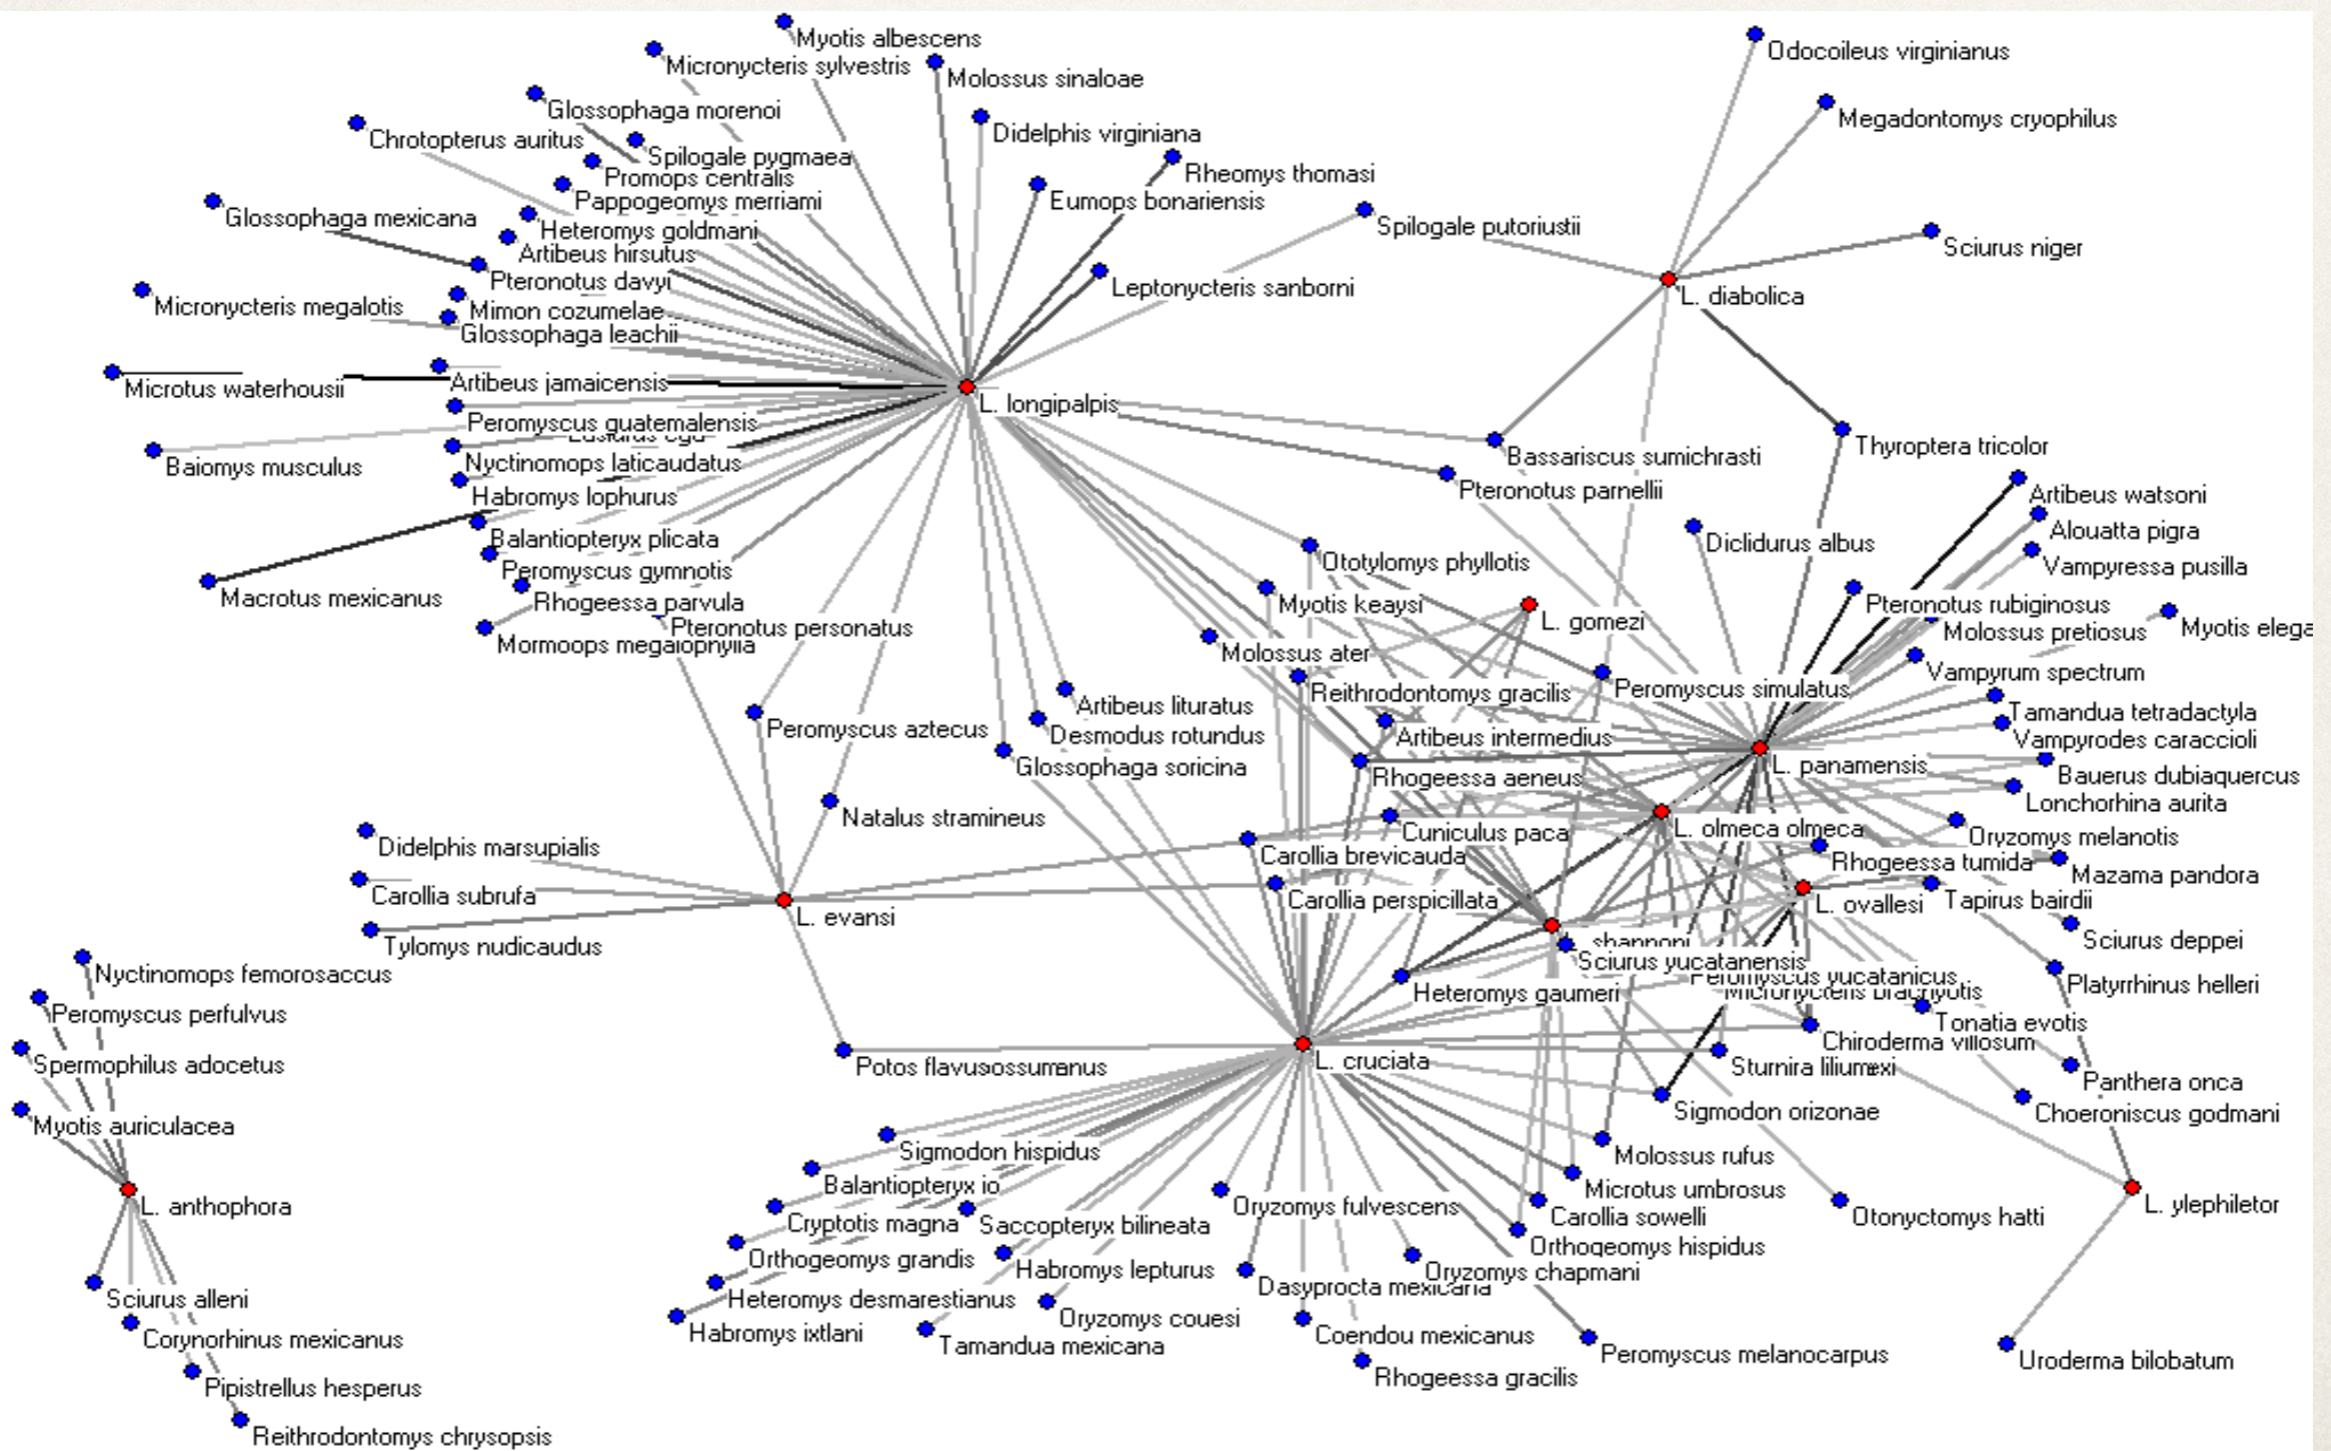 Myotis albescens
Odocoileus virginianus
Micronycteris sylvestris
Molossus sinaloae
Glossophaga morenoi
Megadontomys cryophilus
Didelphis virginiana
Chrotopterus auritus
Spilogale pygmaea
Rheomys thomasi
Promops centralis
Pappogeomys merriami
Eumops bonariensis
Glossophaga mexicana
Spilogale putoriustii
Heteromys goldmani
Sciurus niger
Artibeus hirsutus
Pteronotus davyi
Leptonycteris sanborni
L. diabolica
Micronycteris megalotis
Mimon cozumelae
Glossophaga leachii
Microtus waterhousii
Artibeus jamaicensis
L. longipalpis
Peromyscus guatemalensis
Thyroptera tricolor
Bassariscus sumichrasti
Baiomys musculus
Nyctinomops laticaudatus
Pteronotus parnellii
Artibeus watsoni
Habromys lophurus
Alouatta pigra
Balantiopteryx plicata
Diclidurus albus
Ototylomys phyllotis
Vampyressa pusilla
Peromyscus gymnotis
Macrotus mexicanus
Rhogeessa parvula
Myotis keaysi
Pteronotus rubiginosus
L. gomezi
Pteronotus personatus
Molossus pretiosus
Myotis elega
Mormoops megalophylla
Molossus ater
Vampyrum spectrum
Reithrodontomys gracilis
Peromyscus simulatus
Artibeus lituratus
Tamandua tetradactyla
Peromyscus aztecus
Desmodus rotundus
Artibeus intermedius
Vampyrodes caraccioli
Glossophaga soricina
L. panamensis
Rhogeessa aeneus
Bauerus dubiaquercus
Lonchorhina aurita
Natalus stramineus
Cuniculus paca
L. olmeca olmeca
Oryzomys melanotis
Didelphis marsupialis
Carollia brevicauda
Rhogeessa tumida
Mazama pandora
Carollia subrufa
Carollia perspicillata
Tapirus bairdii
L. evansi
L. ovallesi
Tylomys nudicaudus
shannoni
Sciurus deppei
Sciurus yucatanensis
Nyctinomops femorosaccus
Peromyscus yucatanicus
Platyrrhinus helleri
Heteromys gaumeri
Micronycteris brachyotis
Peromyscus perfulvus
Tonatia evotis
Chiroderma villosum
Spermophilus adocetus
Potos flavusossumanus
L. cruciata
Sturnira liliumexi
Panthera onca
Sigmodon orizonae
Choeroniscus godmani
Myotis auriculacea
Sigmodon hispidus
Molossus rufus
Balantiopteryx io
Microtus umbrosus
L. anthophora
Oryzomys fulvescens
L. ylephiletor
Cryptotis magna
Saccopteryx bilineata
Carollia sowelli
Otonyctomys hatti
Orthogeomys hispidus
Orthogeomys grandis
Habromys lepturus
Oryzomys chapmani
Dasyprocta mexicana
Sciurus alleni
Heteromys desmarestianus
Oryzomys couesi
Habromys ixtlani
Coendou mexicanus
Corynorhinus mexicanus
Tamandua mexicana
Peromyscus melanocarpus
Uroderma bilobatum
Rhogeessa gracilis
Pipistrellus hesperus
Reithrodontomys chrysopsis